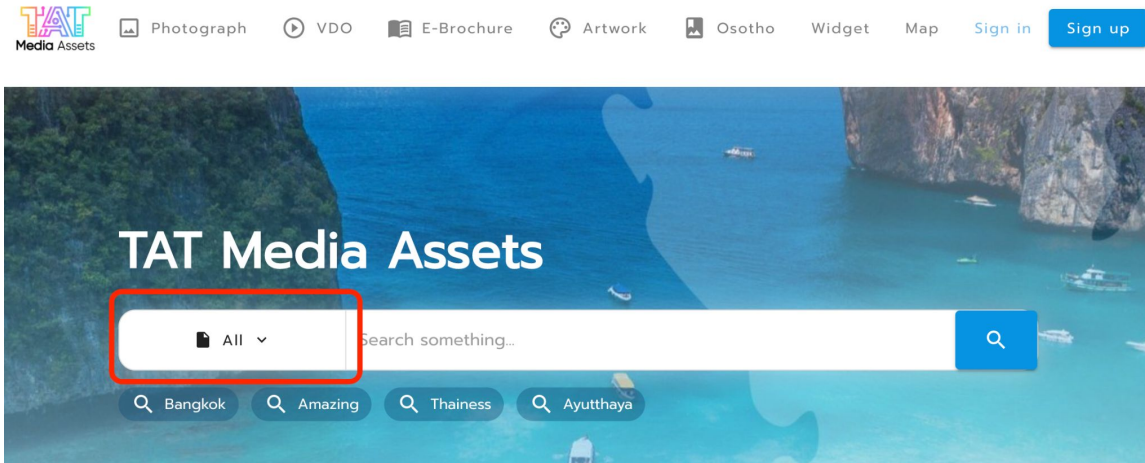 TAT
Media Assets
Photograph
VDO
E-Brochure
Artwork
Osotho
Widget
Map
Sign in
Sign up
TAT Media Assets
All
Search something...
Bangkok
Amazing
Thainess
Ayutthaya